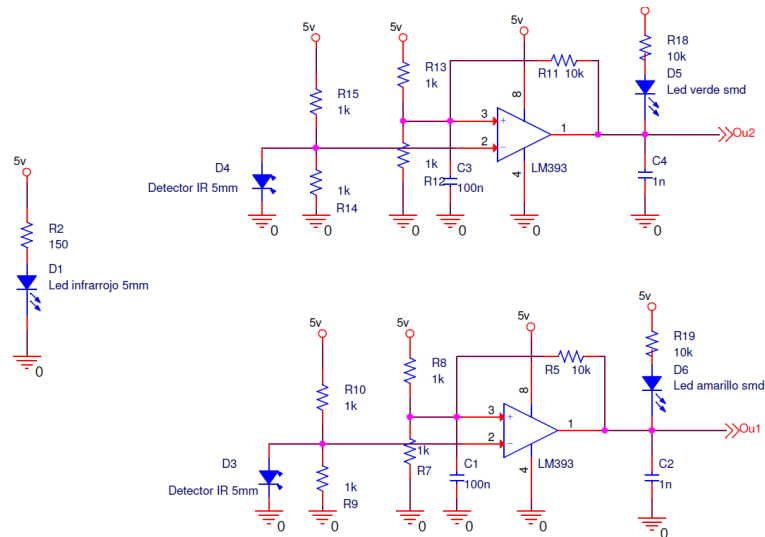 5v
R2
150
D1
Led infrarrojo 5mm
0
5v
R15
1k
D4
Detector IR 5mm
1k
R14
0
0
5v
R13
1k
1k
R12
0
C3
100n
0
R11 10k
5v
3
2
8
4
1
+
−
LM393
0
R18
10k
D5
Led verde smd
Ou2
C4
1n
0
5v
R10
1k
D3
Detector IR 5mm
1k
R9
0
0
5v
R8
1k
1k
R7
0
C1
100n
0
R5 10k
5v
3
2
8
4
1
+
−
LM393
0
5v
R19
10k
D6
Led amarillo smd
Ou1
C2
1n
0